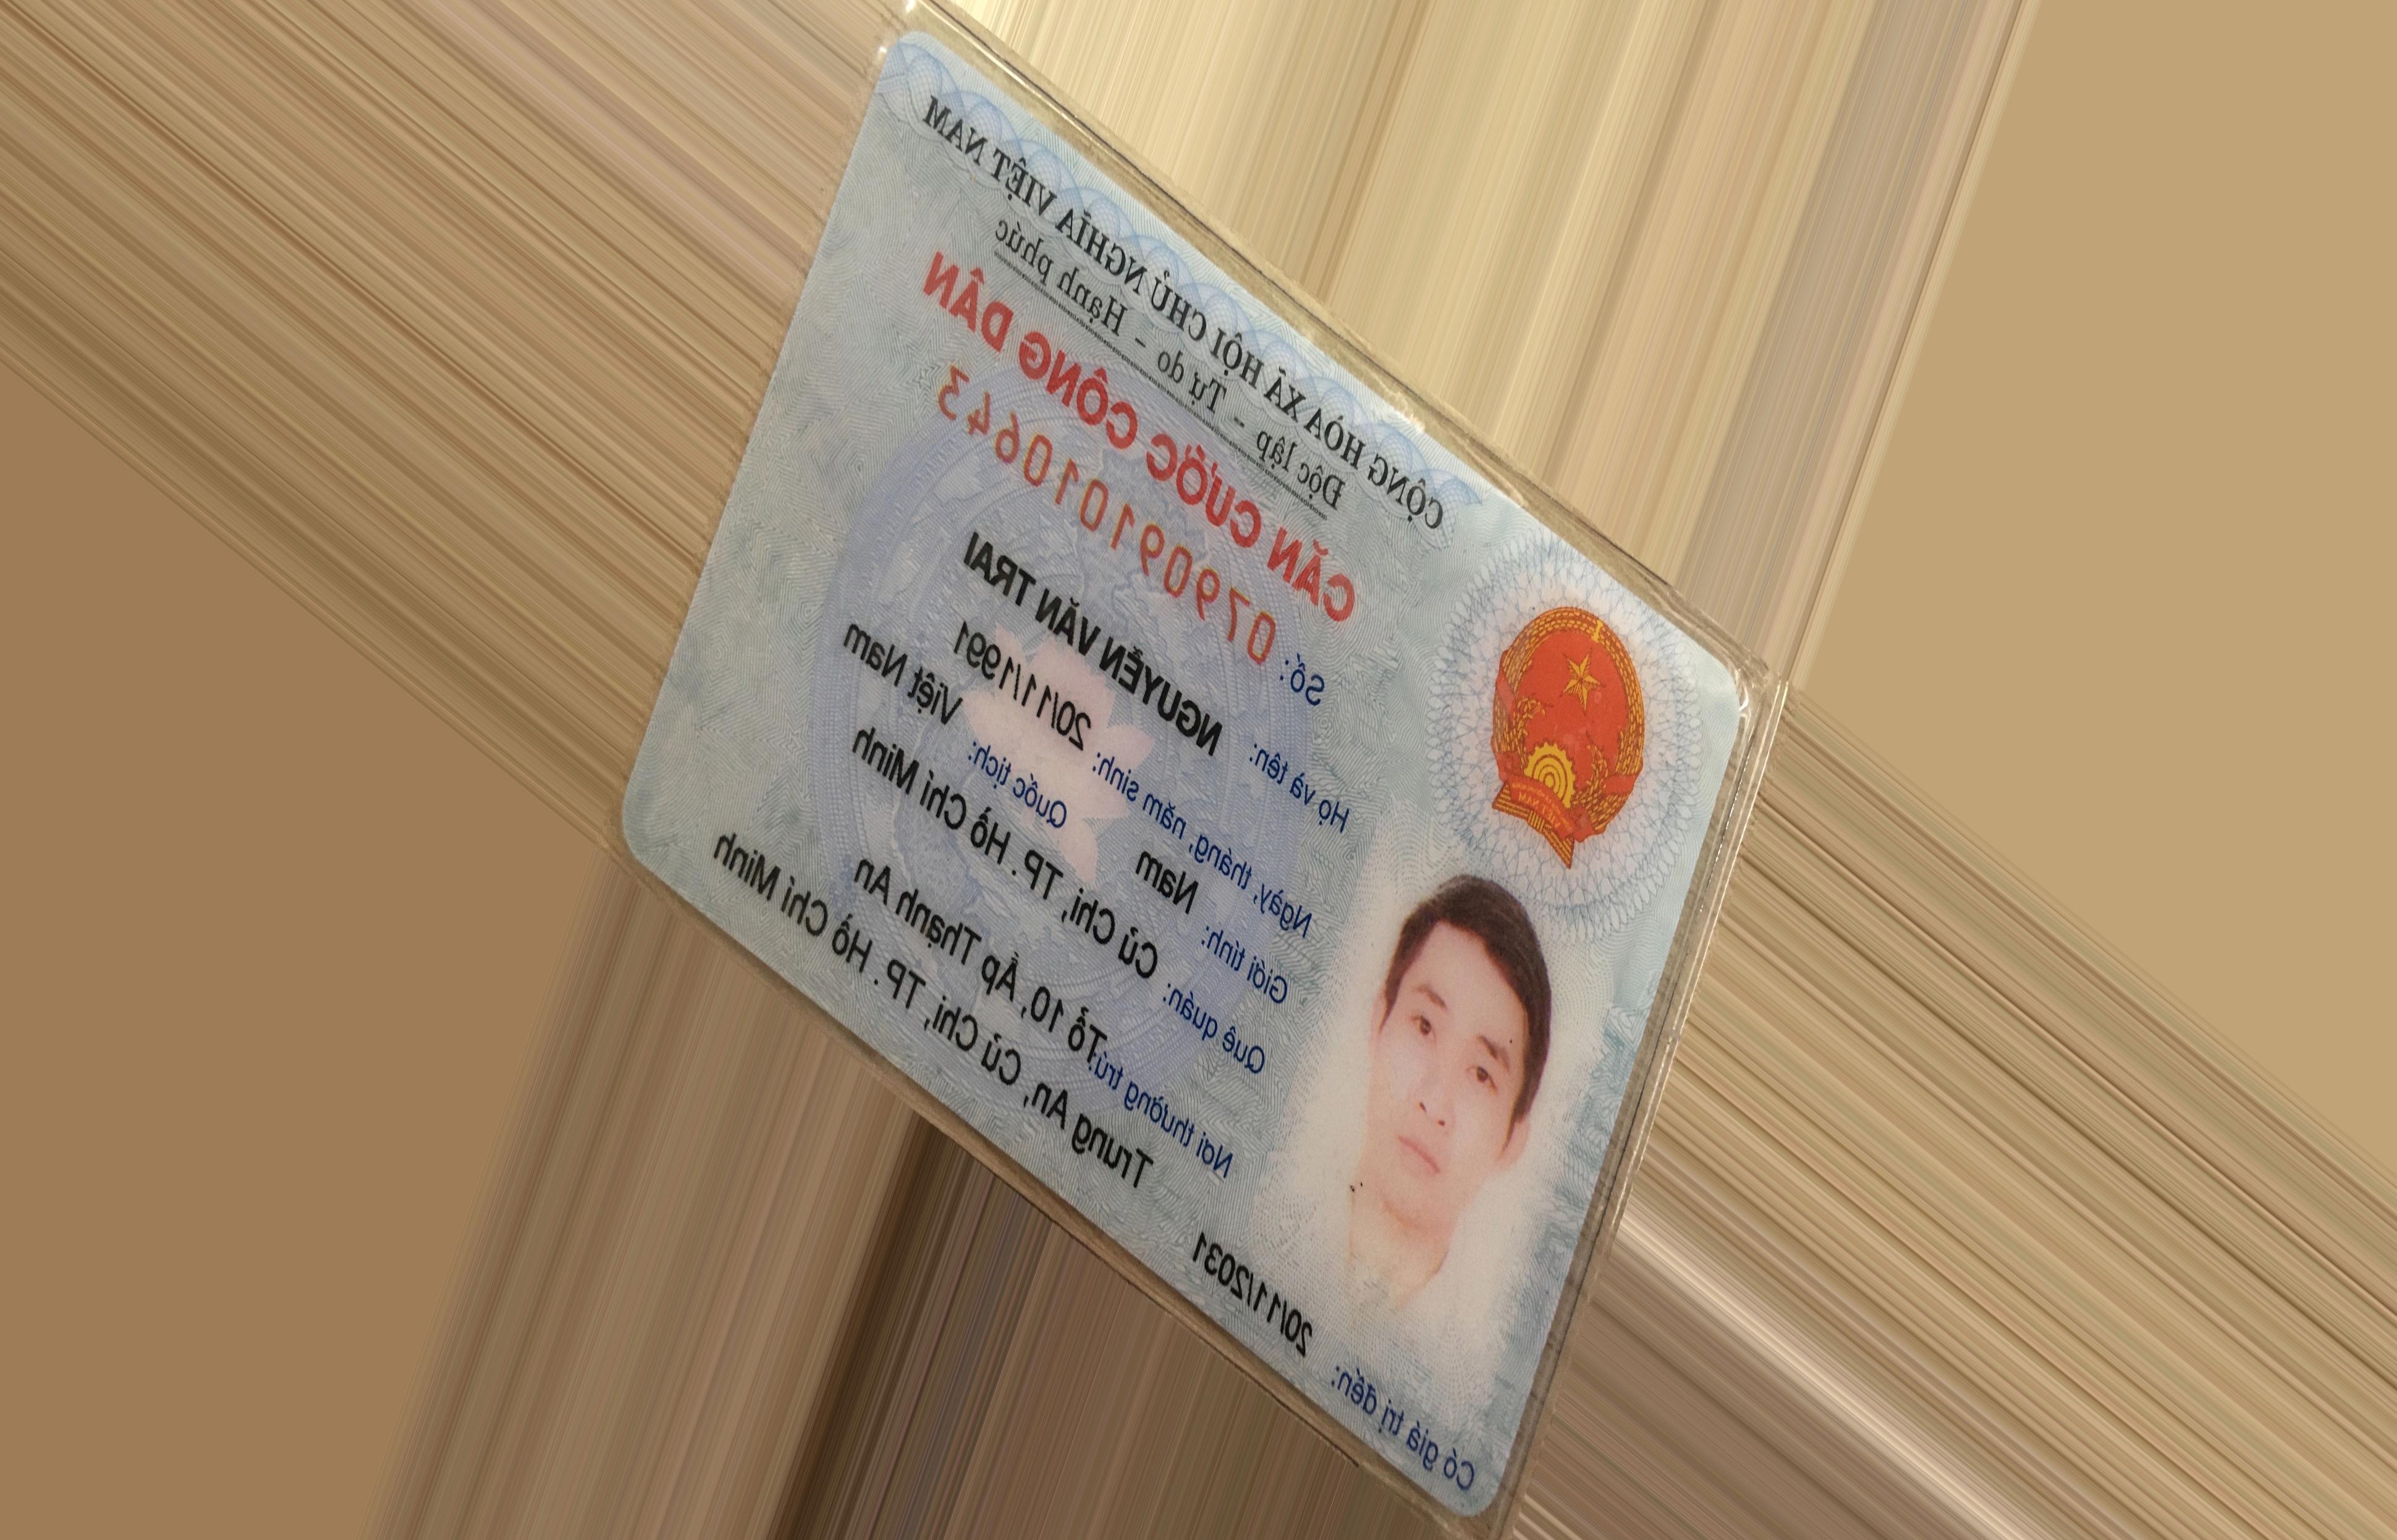 CỘNG HÒA XÃ HỘI CHỦ NGHĨA VIỆT NAM
Độc lập - Tự do - Hạnh phúc
CĂN CƯỚC CÔNG DÂN
Số: 079091010643
Họ và tên: NGUYỄN VĂN TRAI
Ngày, tháng, năm sinh: 20/11/1991
Giới tính: Nam Quốc tịch: Việt Nam
Quê quán: Củ Chi, TP. Hồ Chí Minh
Nơi thường trú: Tổ 10, Ấp Thạnh An
Trung An, Củ Chi, TP. Hồ Chí Minh
Có giá trị đến: 20/11/2031